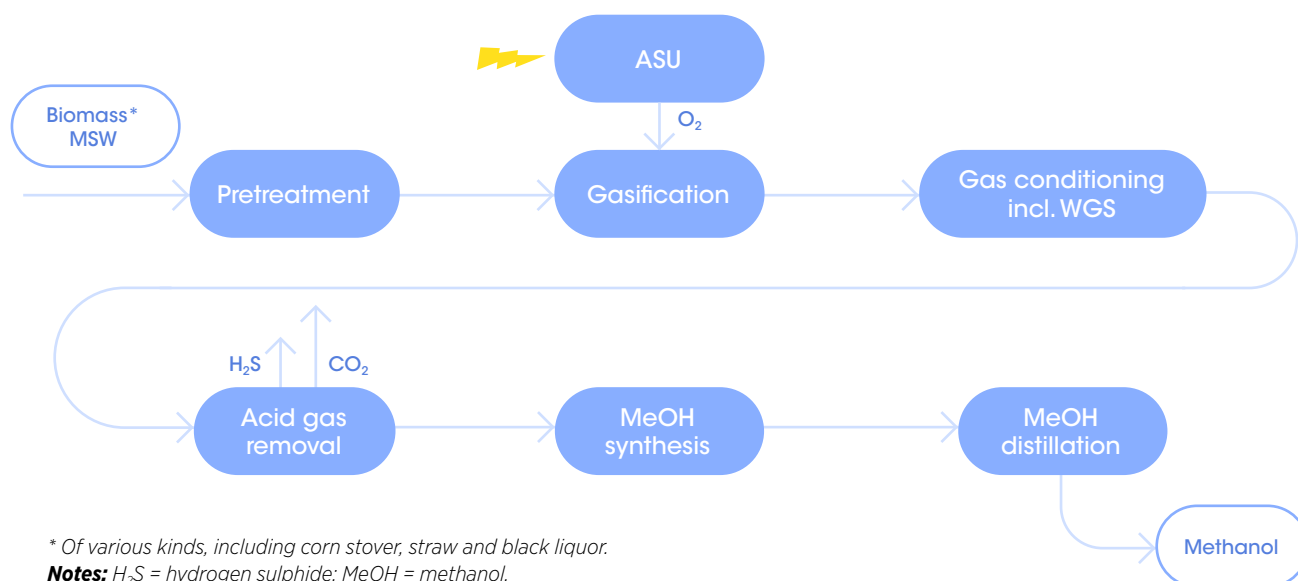 ASU
Biomass*
MSW
O₂
Pretreatment
Gasification
Gas conditioning
incl. WGS
H₂S
CO₂
Acid gas
removal
MeOH
synthesis
MeOH
distillation
Methanol
* Of various kinds, including corn stover, straw and black liquor.
Notes: H₂S = hydrogen sulphide; MeOH = methanol.